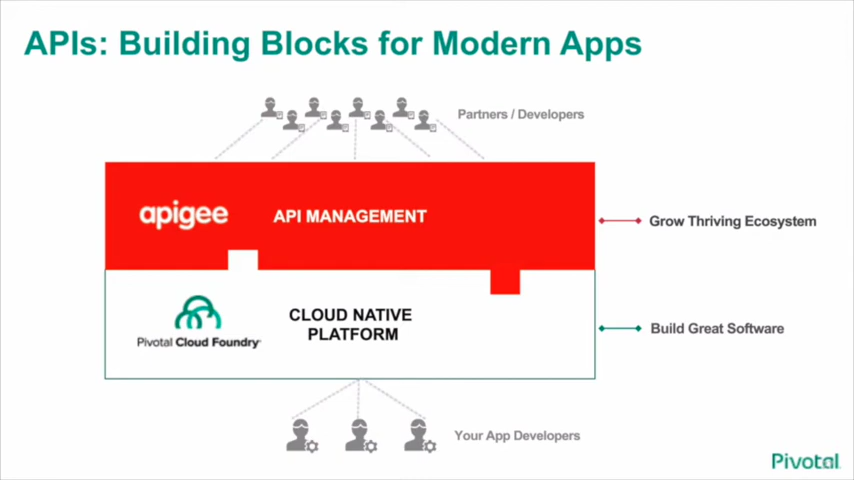 APIs: Building Blocks for Modern Apps
Partners / Developers
apigee
API MANAGEMENT
Grow Thriving Ecosystem
CLOUD NATIVE
PLATFORM
Pivotal Cloud Foundry
Build Great Software
Your App Developers
Pivotal